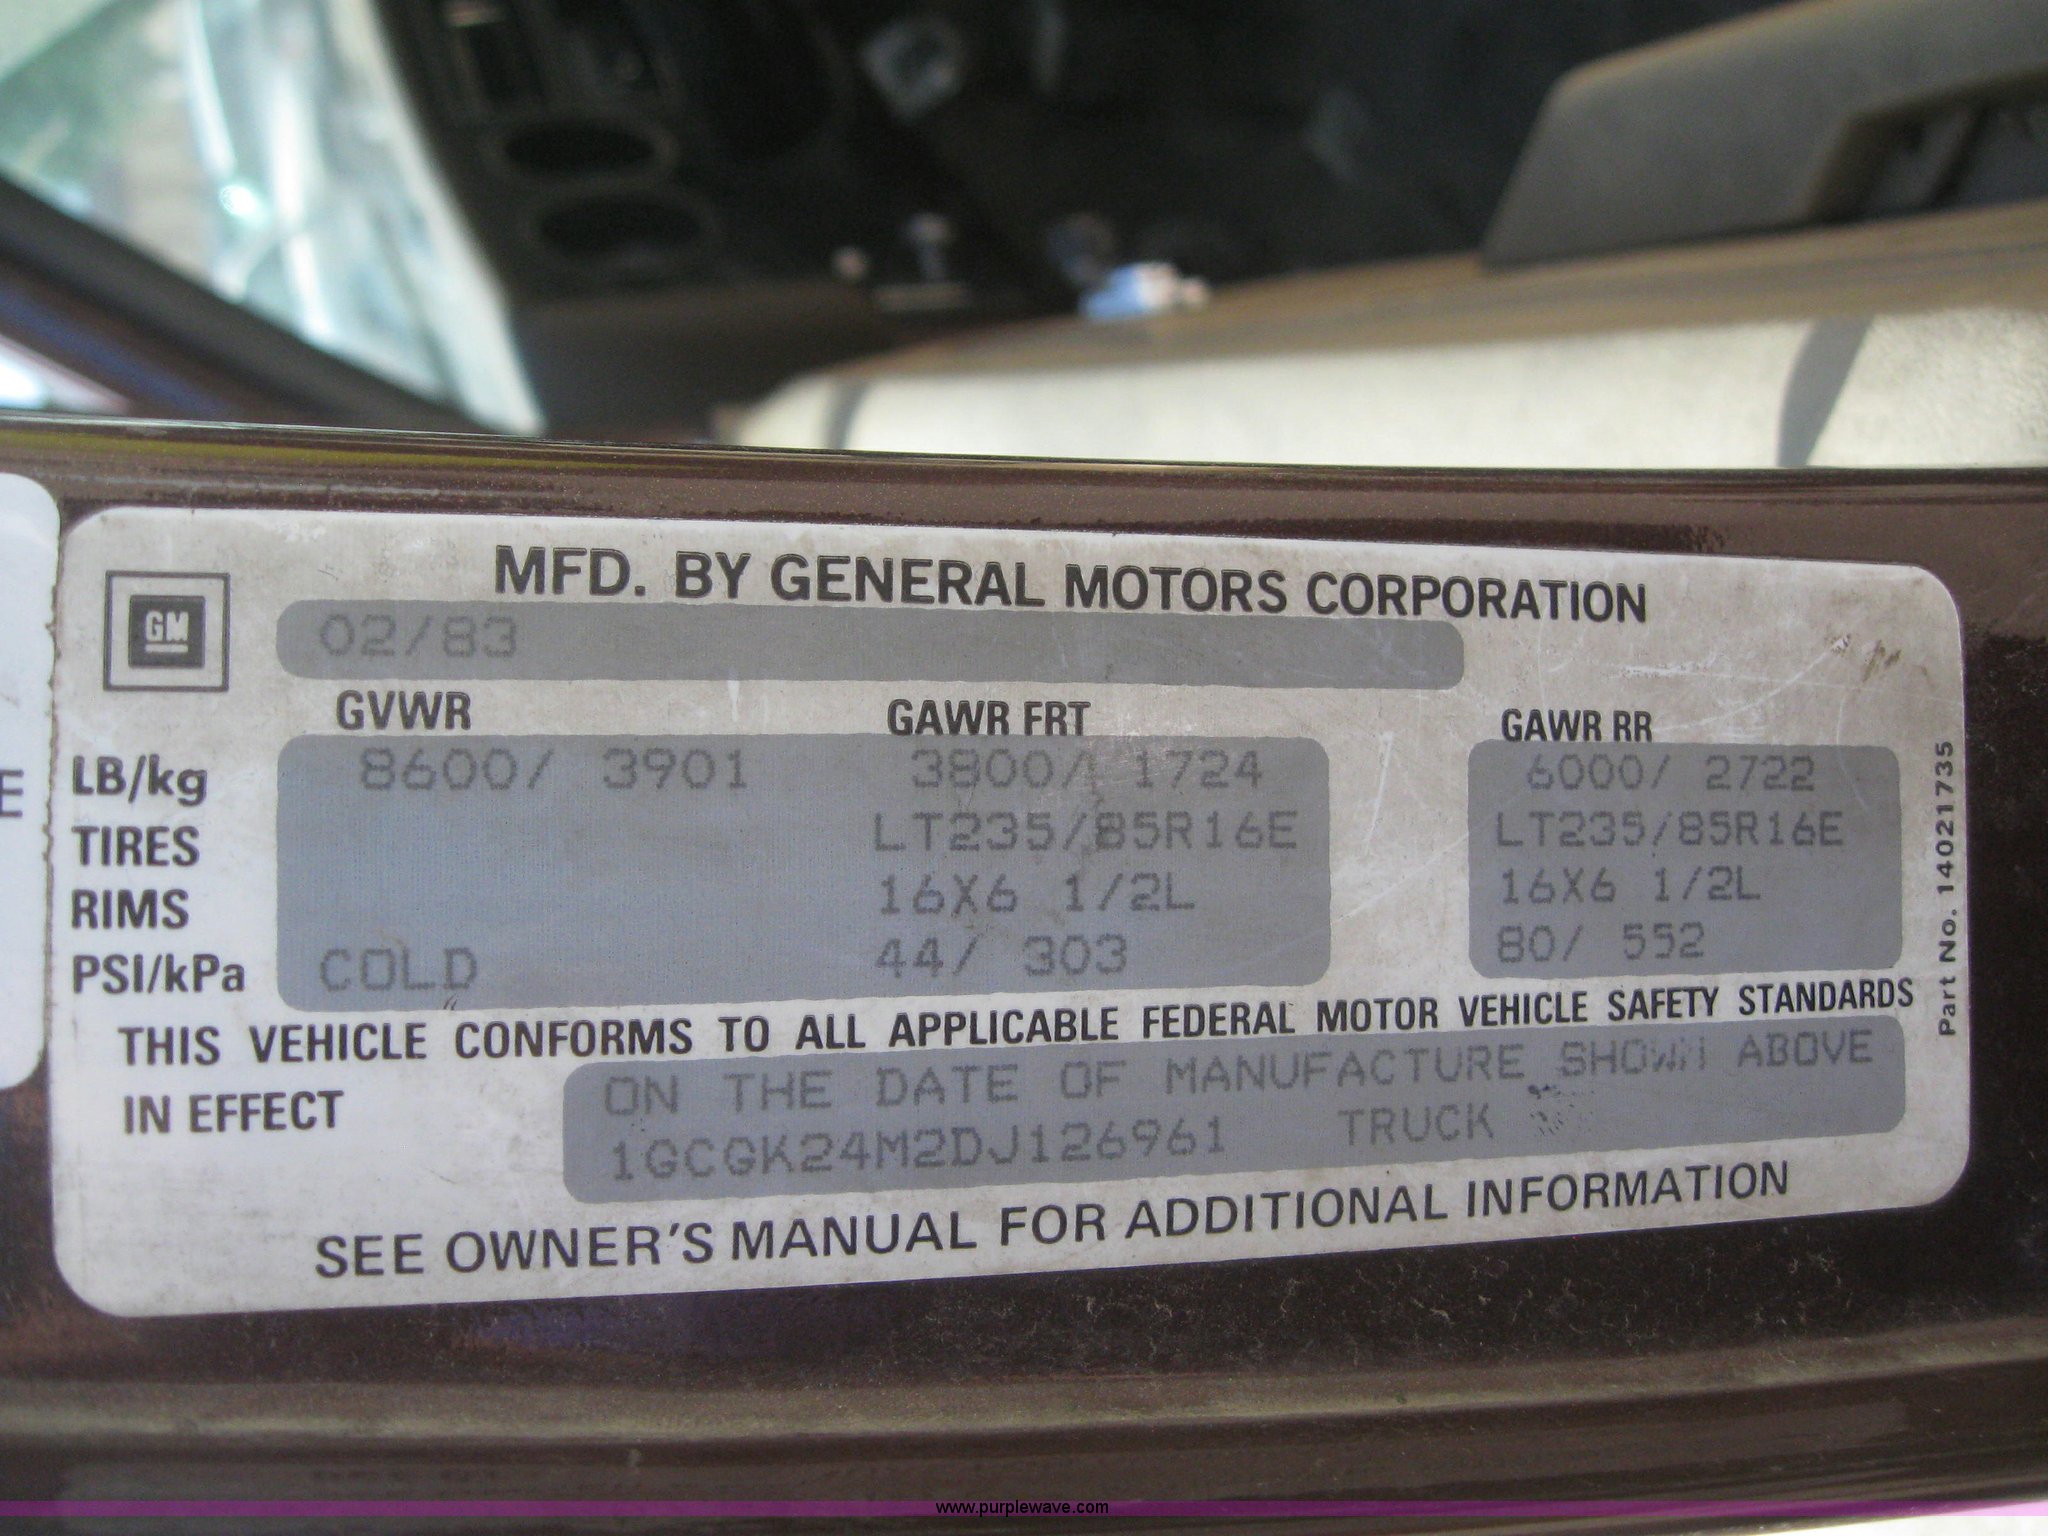 MFD. BY GENERAL MOTORS CORPORATION
GM
02/83
GVWR GAWR FRT GAWR RR
LB/kg 8600/ 3901 3800/ 1724 6000/ 2722
TIRES LT235/85R16E LT235/85R16E
RIMS 16X6 1/2L 16X6 1/2L
PSI/kPa COLD 44/ 303 80/ 552
THIS VEHICLE CONFORMS TO ALL APPLICABLE FEDERAL MOTOR VEHICLE SAFETY STANDARDS
IN EFFECT ON THE DATE OF MANUFACTURE SHOWN ABOVE
1GCGK24M2DJ126961 TRUCK
SEE OWNER'S MANUAL FOR ADDITIONAL INFORMATION
Part No. 14021735
E
www.purplewave.com